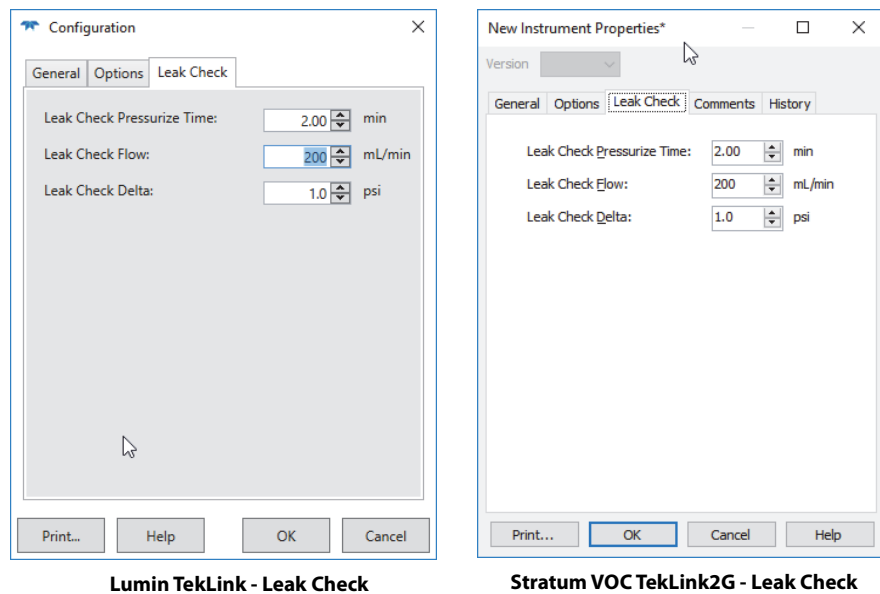 Configuration
General Options Leak Check
Leak Check Pressurize Time: 2.00 min
Leak Check Flow: 200 mL/min
Leak Check Delta: 1.0 psi
Print... Help OK Cancel
Lumin TekLink - Leak Check
New Instrument Properties*
Version
General Options Leak Check Comments History
Leak Check Pressurize Time: 2.00 min
Leak Check Flow: 200 mL/min
Leak Check Delta: 1.0 psi
Print... OK Cancel Help
Stratum VOC TekLink2G - Leak Check